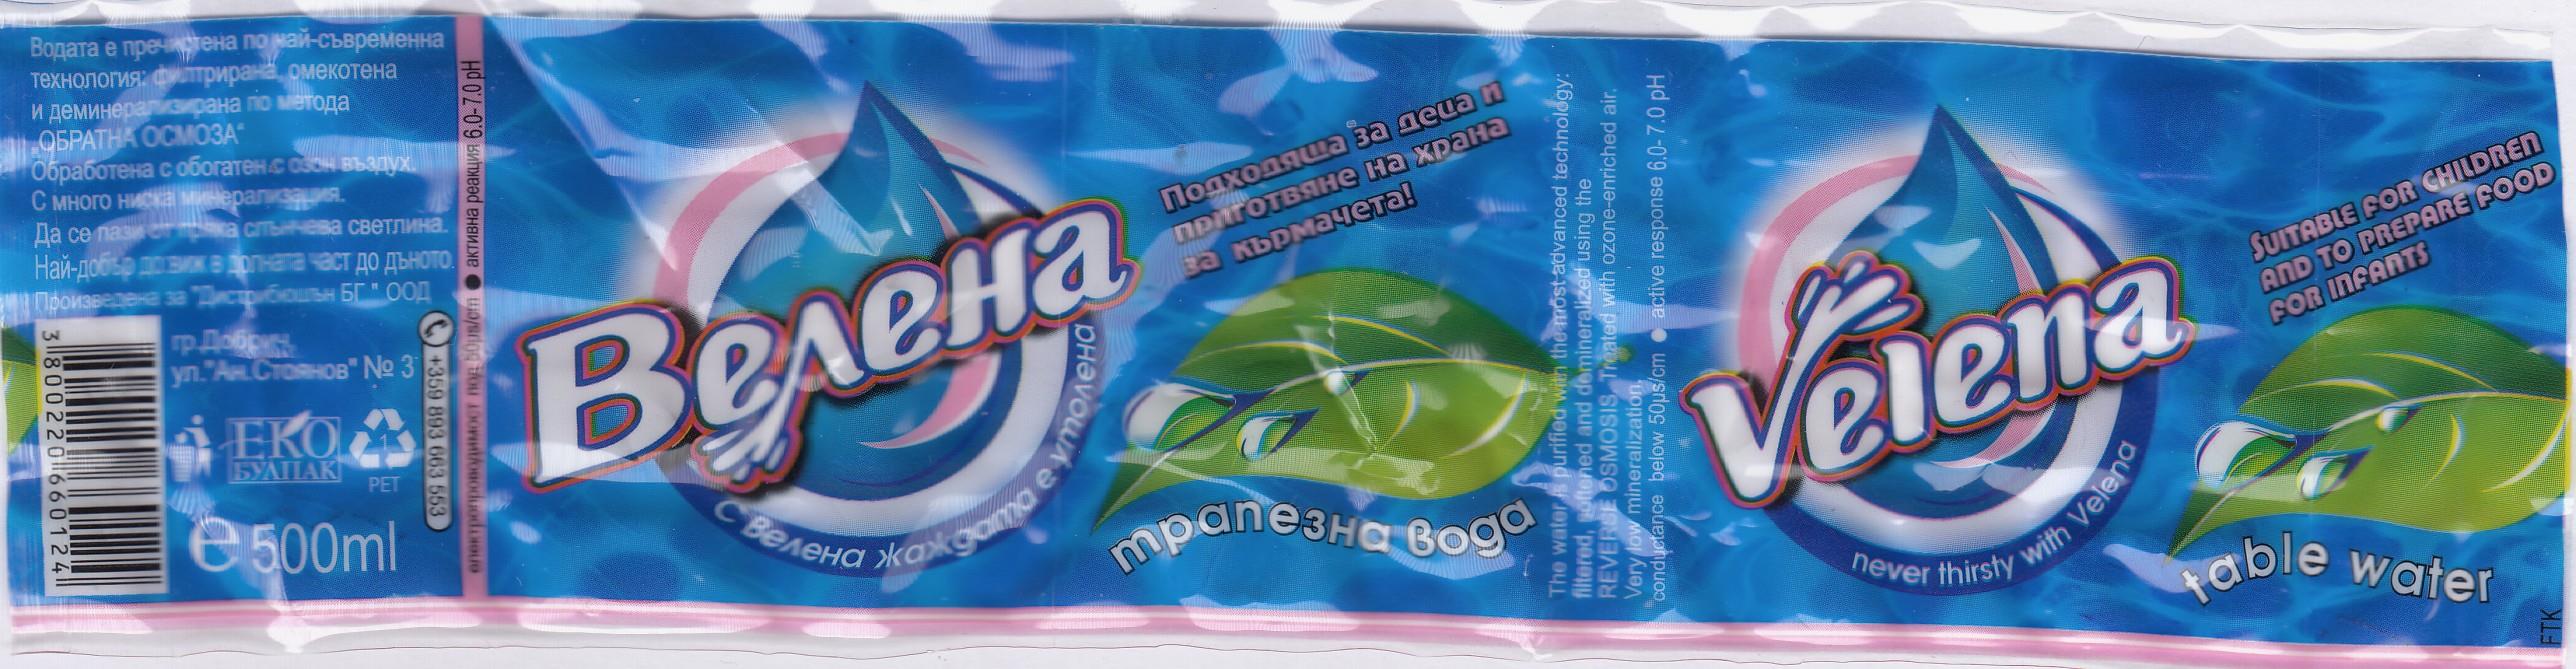 Водата е пречистена по най-съвременна
технология: филтрирана, омекотена
и деминерализирана по метода
„ОБРАТНА ОСМОЗА“
Обработена с обогатен с озон въздух.
С много ниска минерализация.
Да се пази от пряка слънчева светлина.
Най-добър до:виж в долната част до дъното
Произведена за "Дистрибюшън БГ" ООД
гр.Добрич,
ул."Ан.Стоянов" № 3
+359 893 663 553
3800220660124
ЕКО
БУЛПАК
1
PET
e 500ml
електропроводимост под 50µs/cm ● активна реакция 6.0-7.0 pH
Велена
С Велена жаждата е утолена
Подходяща за деца и
приготвяне на храна
за кърмачета!
трапезна вода
The water is purified with the most advanced technology:
filtered, softened and demineralized using the
REVERSE OSMOSIS. Treated with ozone-enriched air.
Very low mineralization.
conductance below 50µs/cm ● active response 6.0-7.0 pH
Velena
never thirsty with Velena
SUITABLE FOR CHILDREN
AND TO PREPARE FOOD
FOR INFANTS
table water
FTK